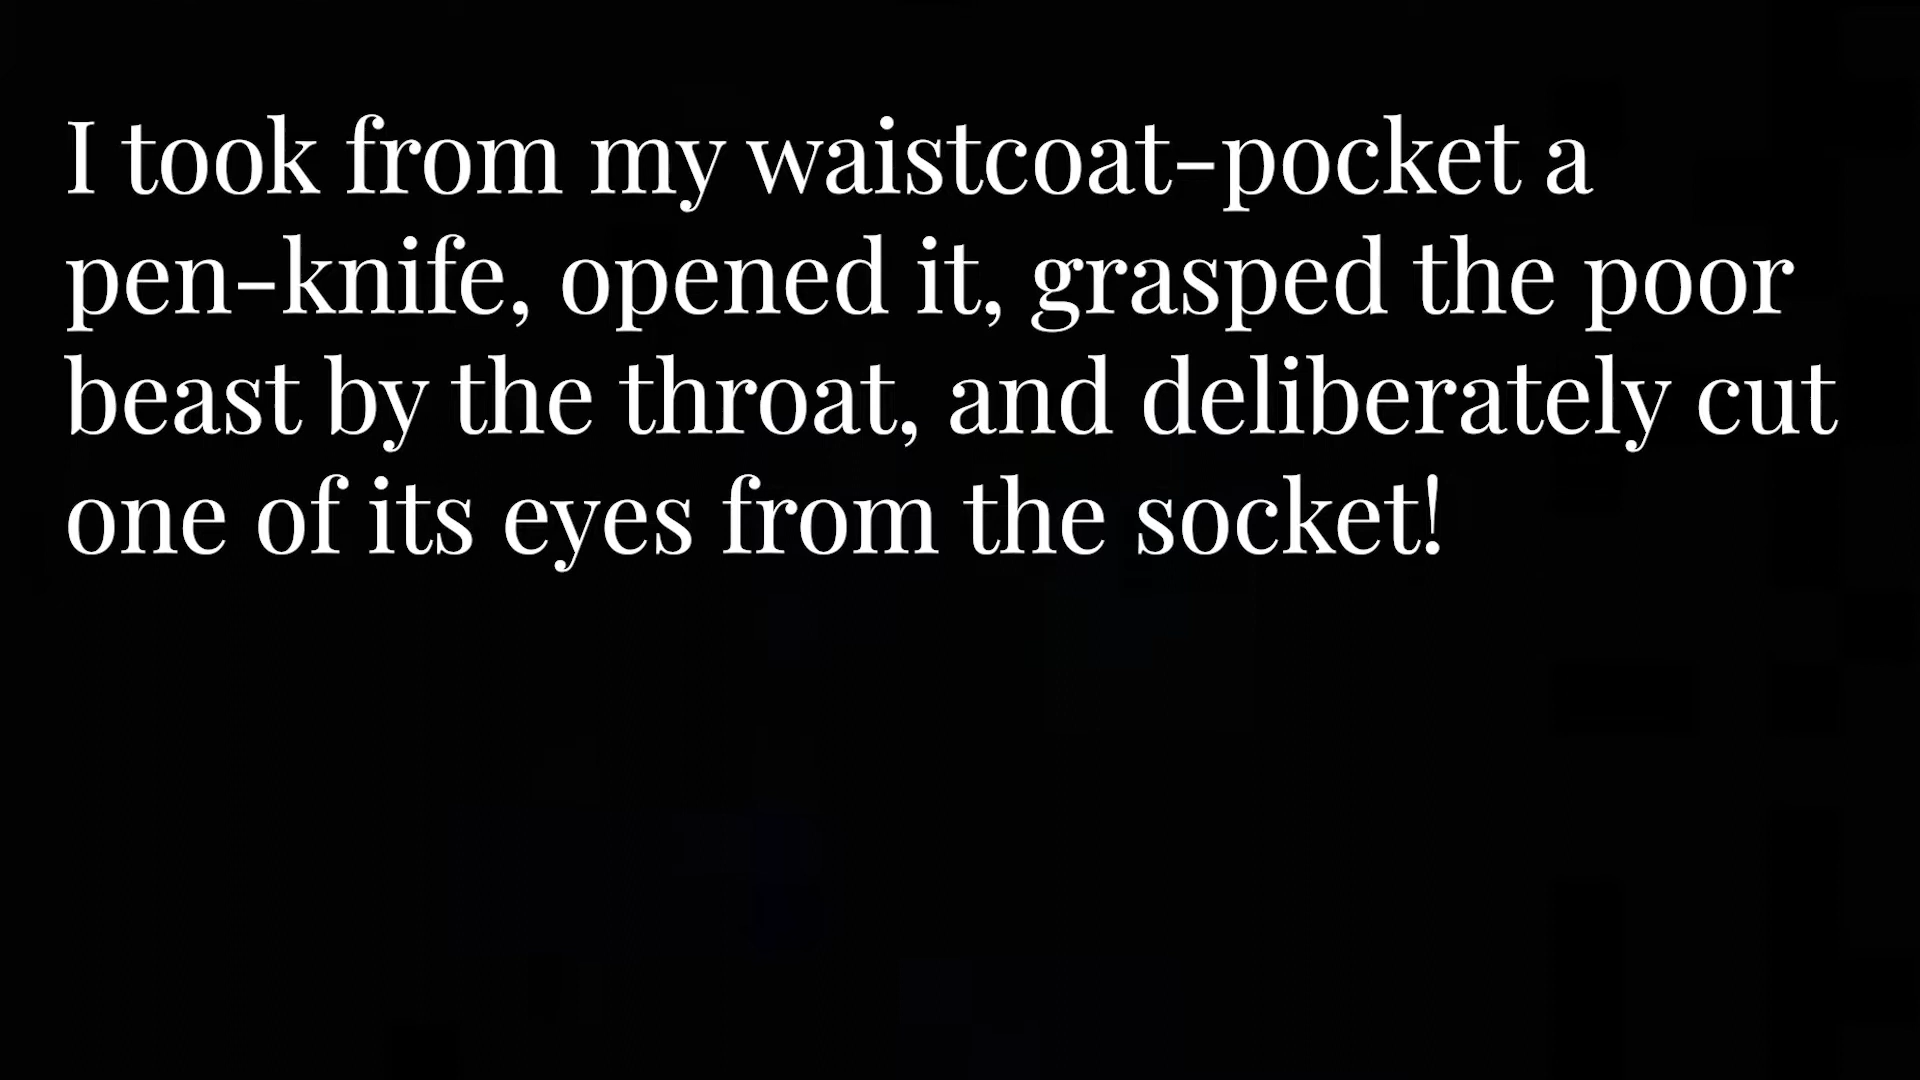 I took from my waistcoat-pocket a
pen-knife, opened it, grasped the poor
beast by the throat, and deliberately cut
one of its eyes from the socket!